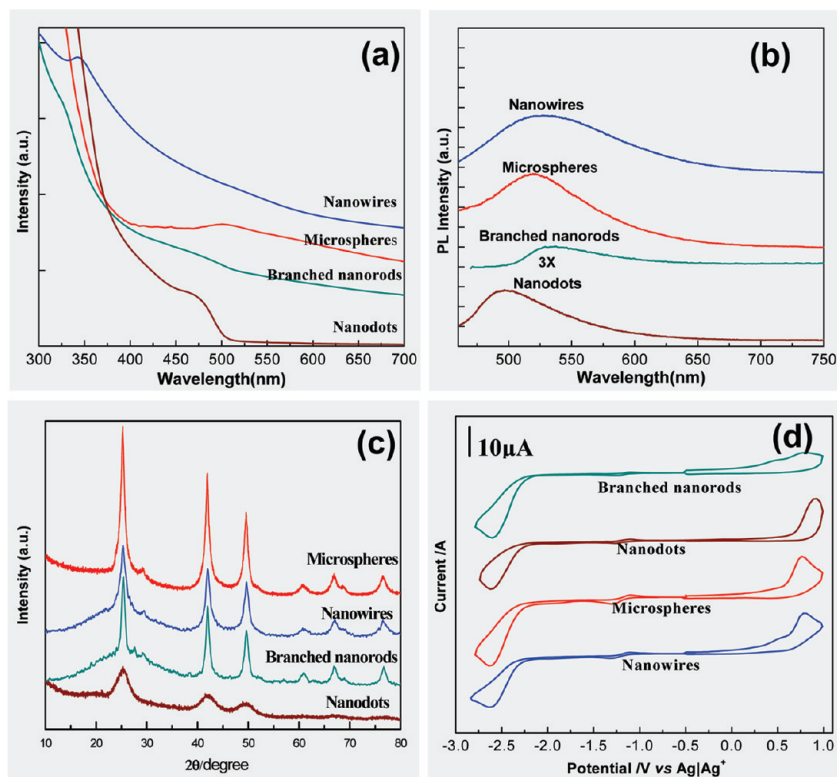 (a)
Intensity (a.u.)
Nanowires
Microspheres
Branched nanorods
Nanodots
300 350 400 450 500 550 600 650 700
Wavelength(nm)
(b)
PL Intensity (a.u.)
Nanowires
Microspheres
Branched nanorods
3X
Nanodots
500 550 600 650 700 750
Wavelength(nm)
(c)
Intensity (a.u.)
Microspheres
Nanowires
Branched nanorods
Nanodots
10 20 30 40 50 60 70 80
2θ/degree
(d)
10μA
Current /A
Branched nanorods
Nanodots
Microspheres
Nanowires
-3.0 -2.5 -2.0 -1.5 -1.0 -0.5 0.0 0.5 1.0
Potential /V vs Ag|Ag+